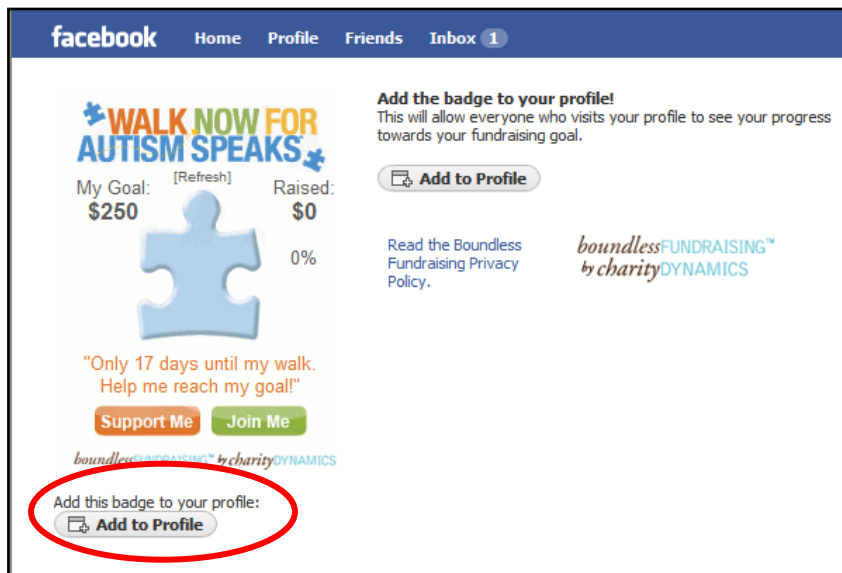 facebook Home Profile Friends Inbox 1
WALK NOW FOR
AUTISM SPEAKS
[Refresh]
My Goal:
$250
Raised:
$0
0%
"Only 17 days until my walk.
Help me reach my goal!"
Support Me Join Me
boundlessFUNDRAISING™ by charityDYNAMICS
Add this badge to your profile:
Add to Profile
Add the badge to your profile!
This will allow everyone who visits your profile to see your progress
towards your fundraising goal.
Add to Profile
Read the Boundless
Fundraising Privacy
Policy.
boundlessFUNDRAISING™
by charityDYNAMICS